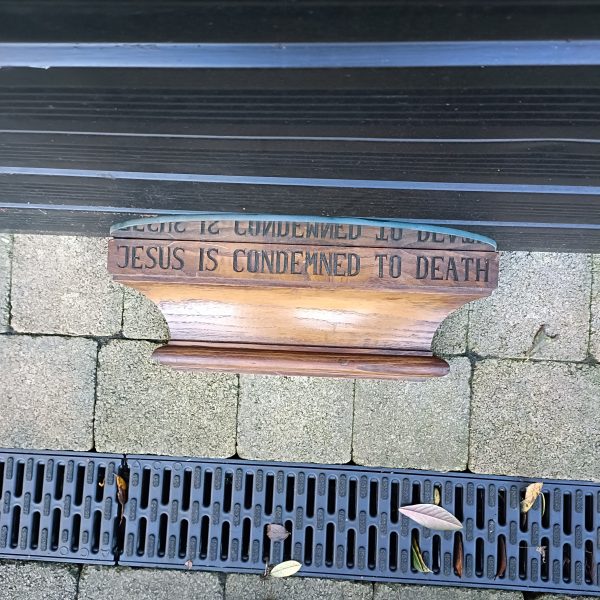 JESUS IS CONDEMNED TO DEATH